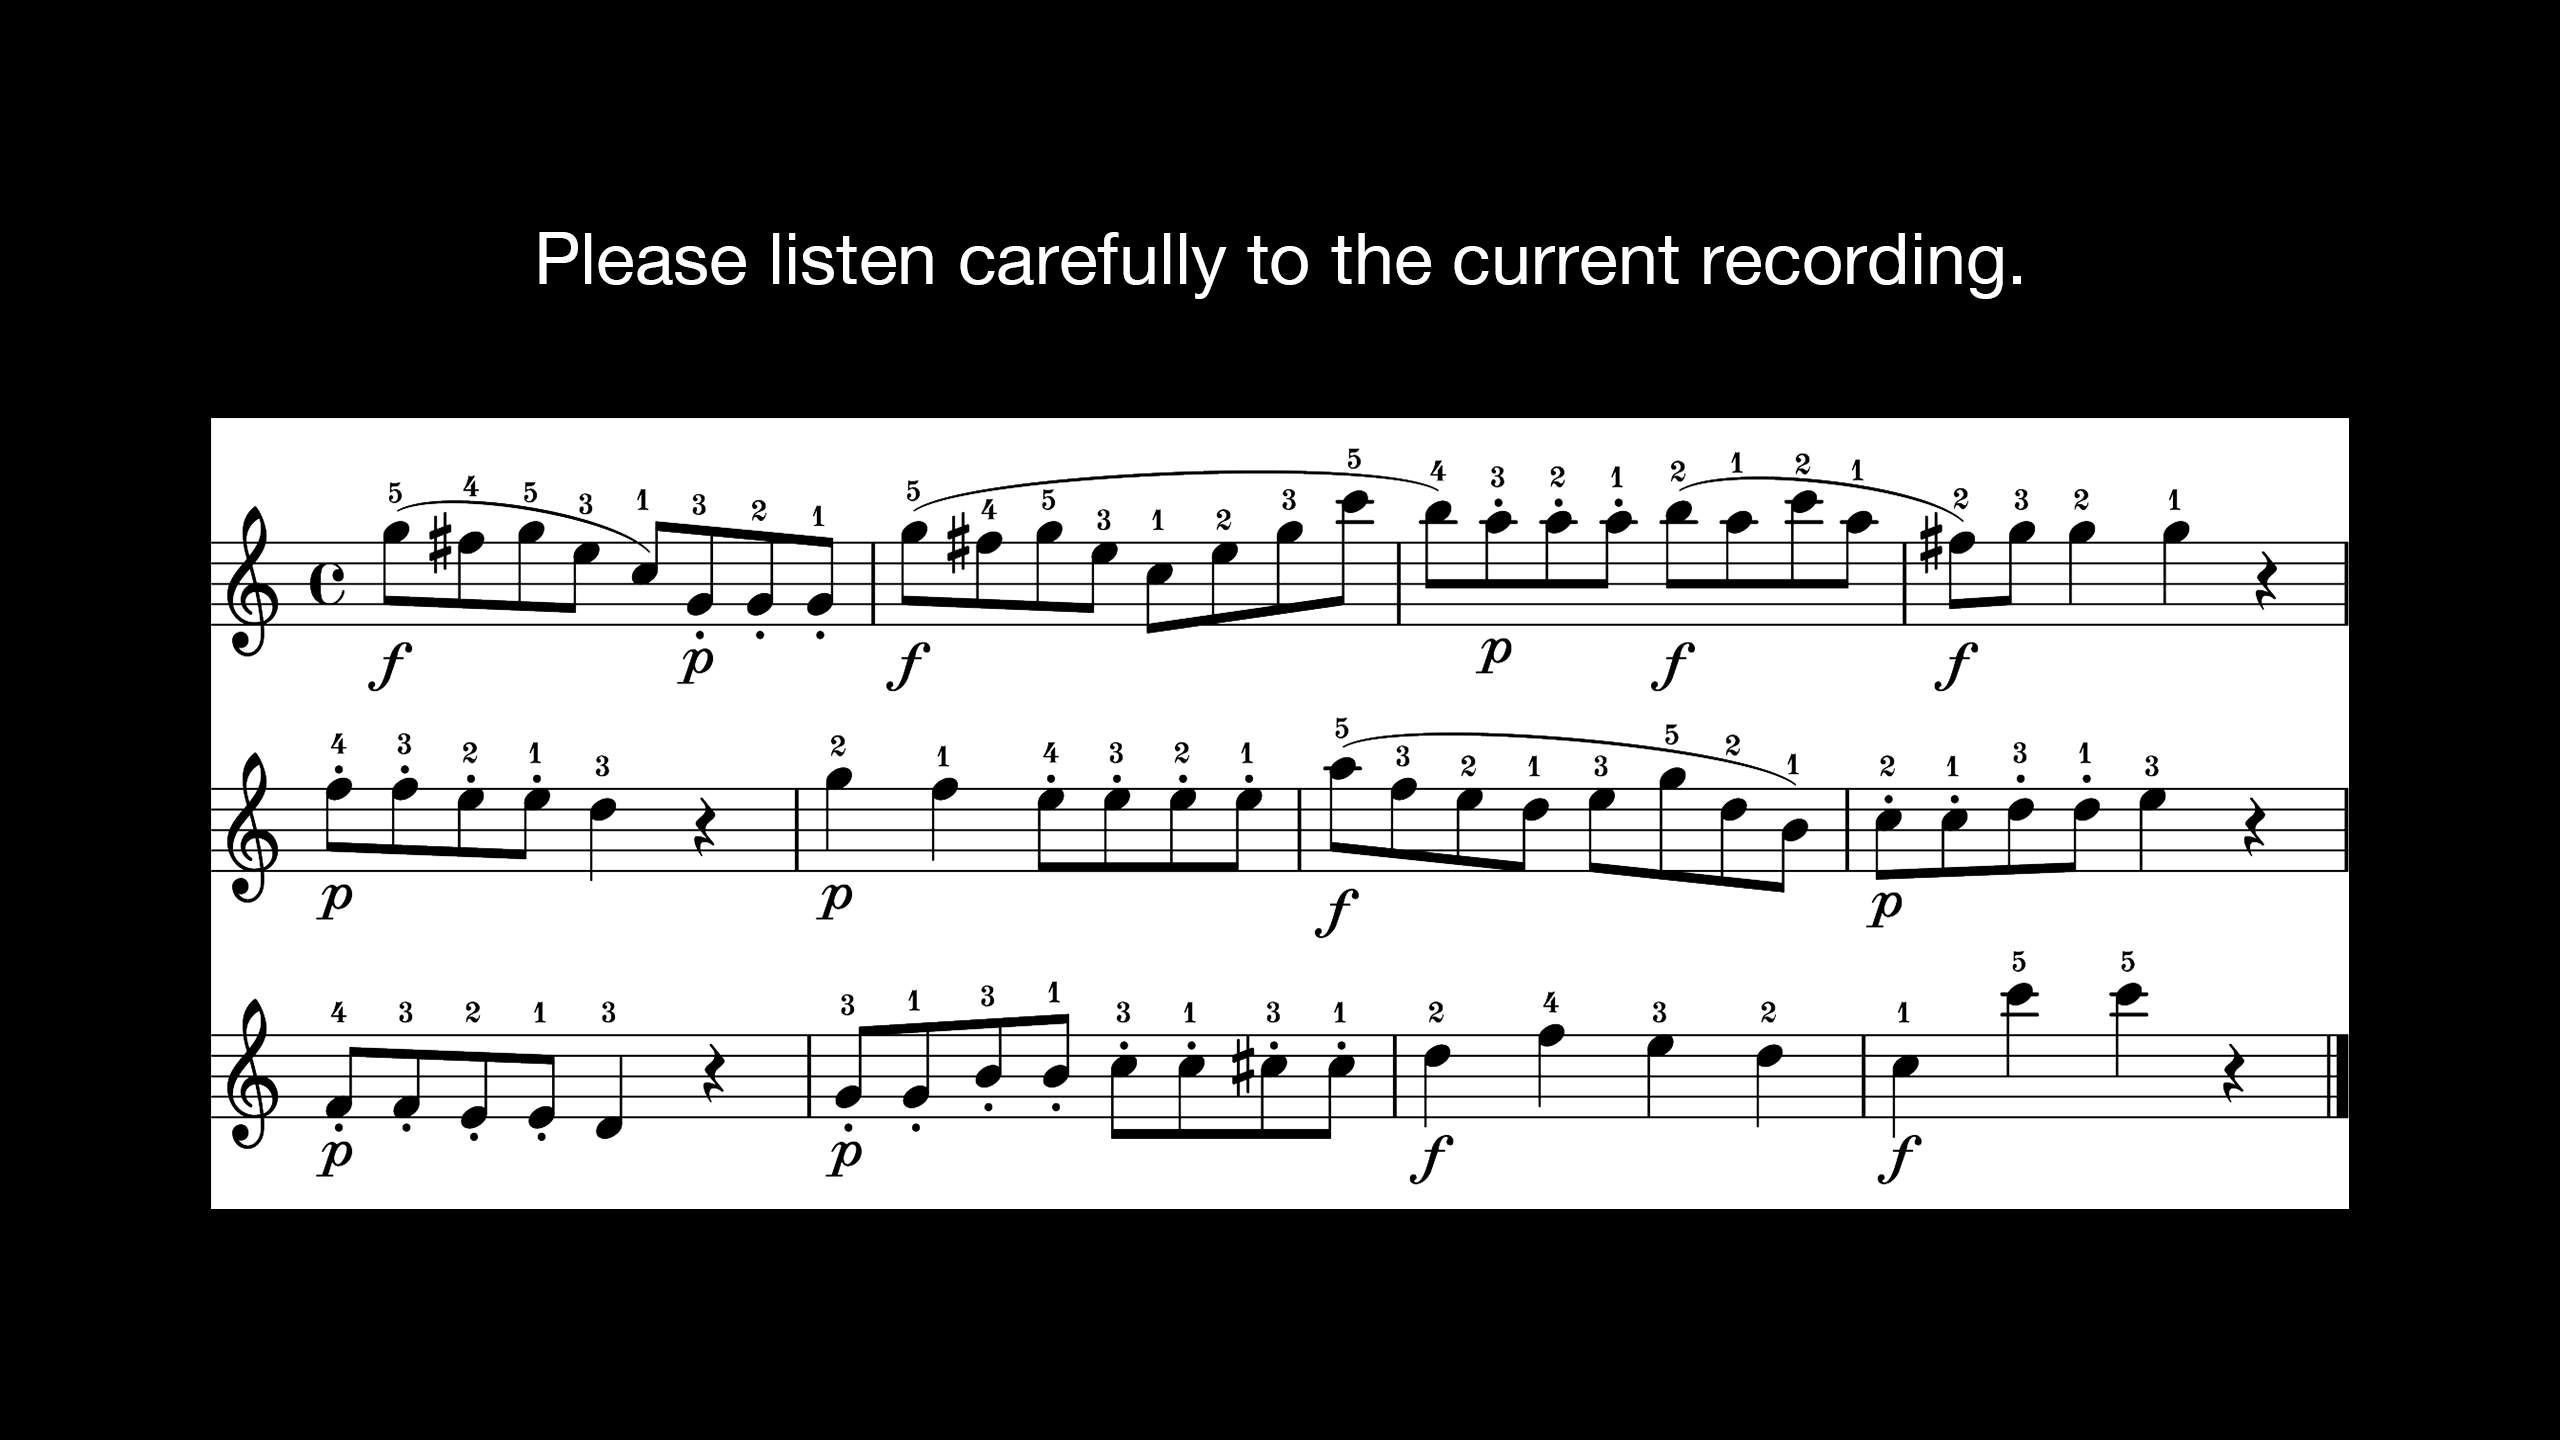 Please listen carefully to the current recording.
5 4 5 3 1 3 2 1 5 4 5 3 1 2 3 5 4 3 2 1 2 1 2 1 2 3 2 1
f p f p f f
4 3 2 1 3 2 1 4 3 2 1 5 3 2 1 3 5 2 1 2 1 3 1 3
p p f p
4 3 2 1 3 3 1 3 1 3 1 3 1 2 4 3 2 1 5 5
p p f f